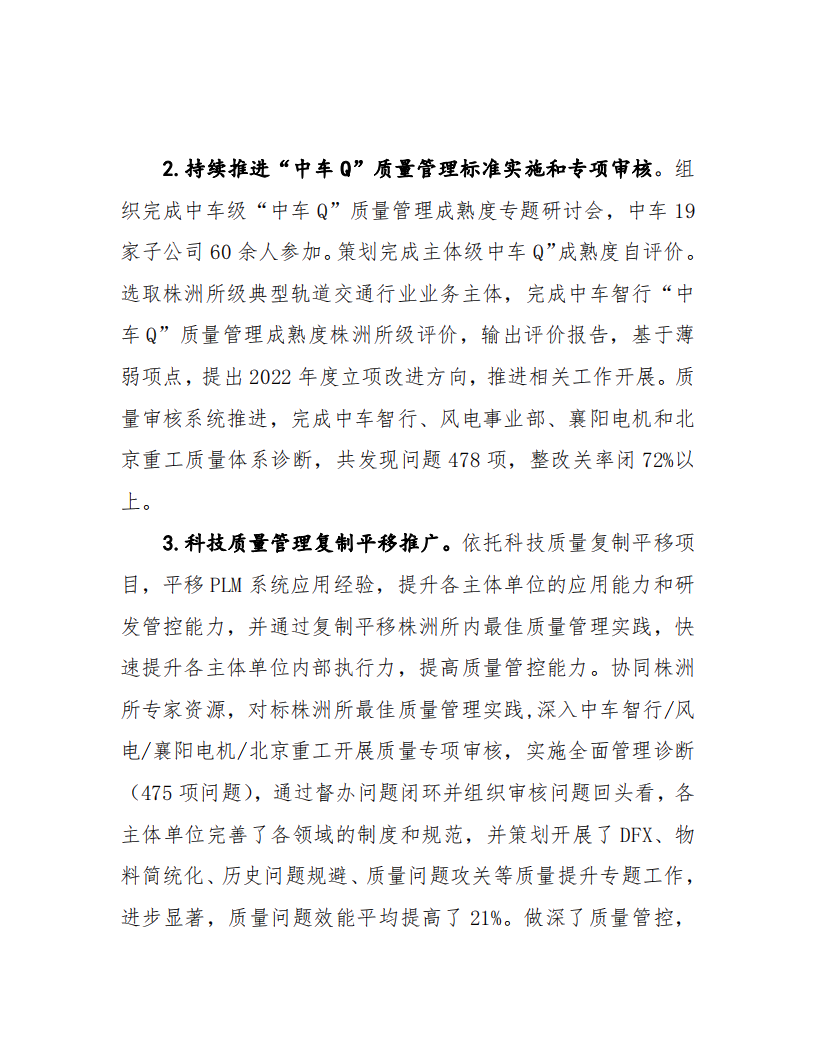 2.持续推进“中车Q”质量管理标准实施和专项审核。组
织完成中车级“中车Q”质量管理成熟度专题研讨会，中车19
家子公司60余人参加。策划完成主体级中车Q”成熟度自评价。
选取株洲所级典型轨道交通行业业务主体，完成中车智行“中
车Q”质量管理成熟度株洲所级评价，输出评价报告，基于薄
弱项点，提出2022年度立项改进方向，推进相关工作开展。质
量审核系统推进，完成中车智行、风电事业部、襄阳电机和北
京重工质量体系诊断，共发现问题478项，整改关率闭72%以
上。
3.科技质量管理复制平移推广。依托科技质量复制平移项
目，平移PLM系统应用经验，提升各主体单位的应用能力和研
发管控能力，并通过复制平移株洲所内最佳质量管理实践，快
速提升各主体单位内部执行力，提高质量管控能力。协同株洲
所专家资源，对标株洲所最佳质量管理实践,深入中车智行/风
电/襄阳电机/北京重工开展质量专项审核，实施全面管理诊断
（475项问题），通过督办问题闭环并组织审核问题回头看，各
主体单位完善了各领域的制度和规范，并策划开展了DFX、物
料简统化、历史问题规避、质量问题攻关等质量提升专题工作，
进步显著，质量问题效能平均提高了21%。做深了质量管控，